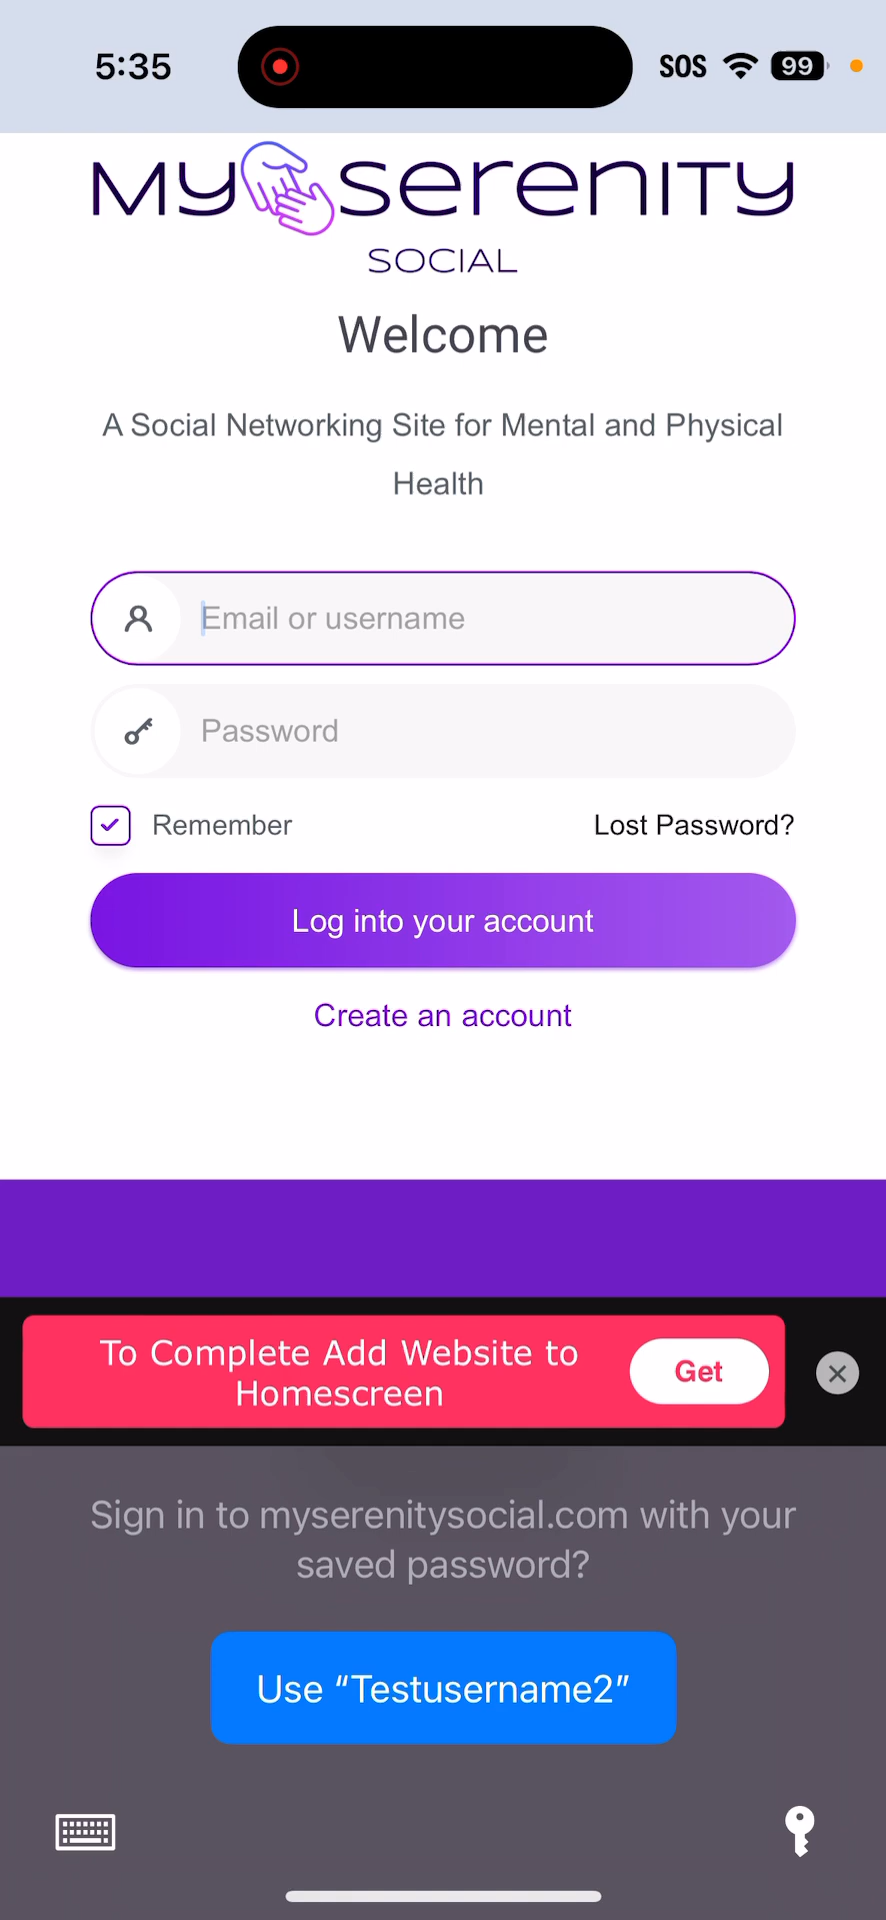 5:35
SOS
99
MY serenity
SOCIAL
Welcome
A Social Networking Site for Mental and Physical
Health
Email or username
Password
Remember
Lost Password?
Log into your account
Create an account
To Complete Add Website to
Homescreen
Get
Sign in to myserenitysocial.com with your
saved password?
Use “Testusername2”